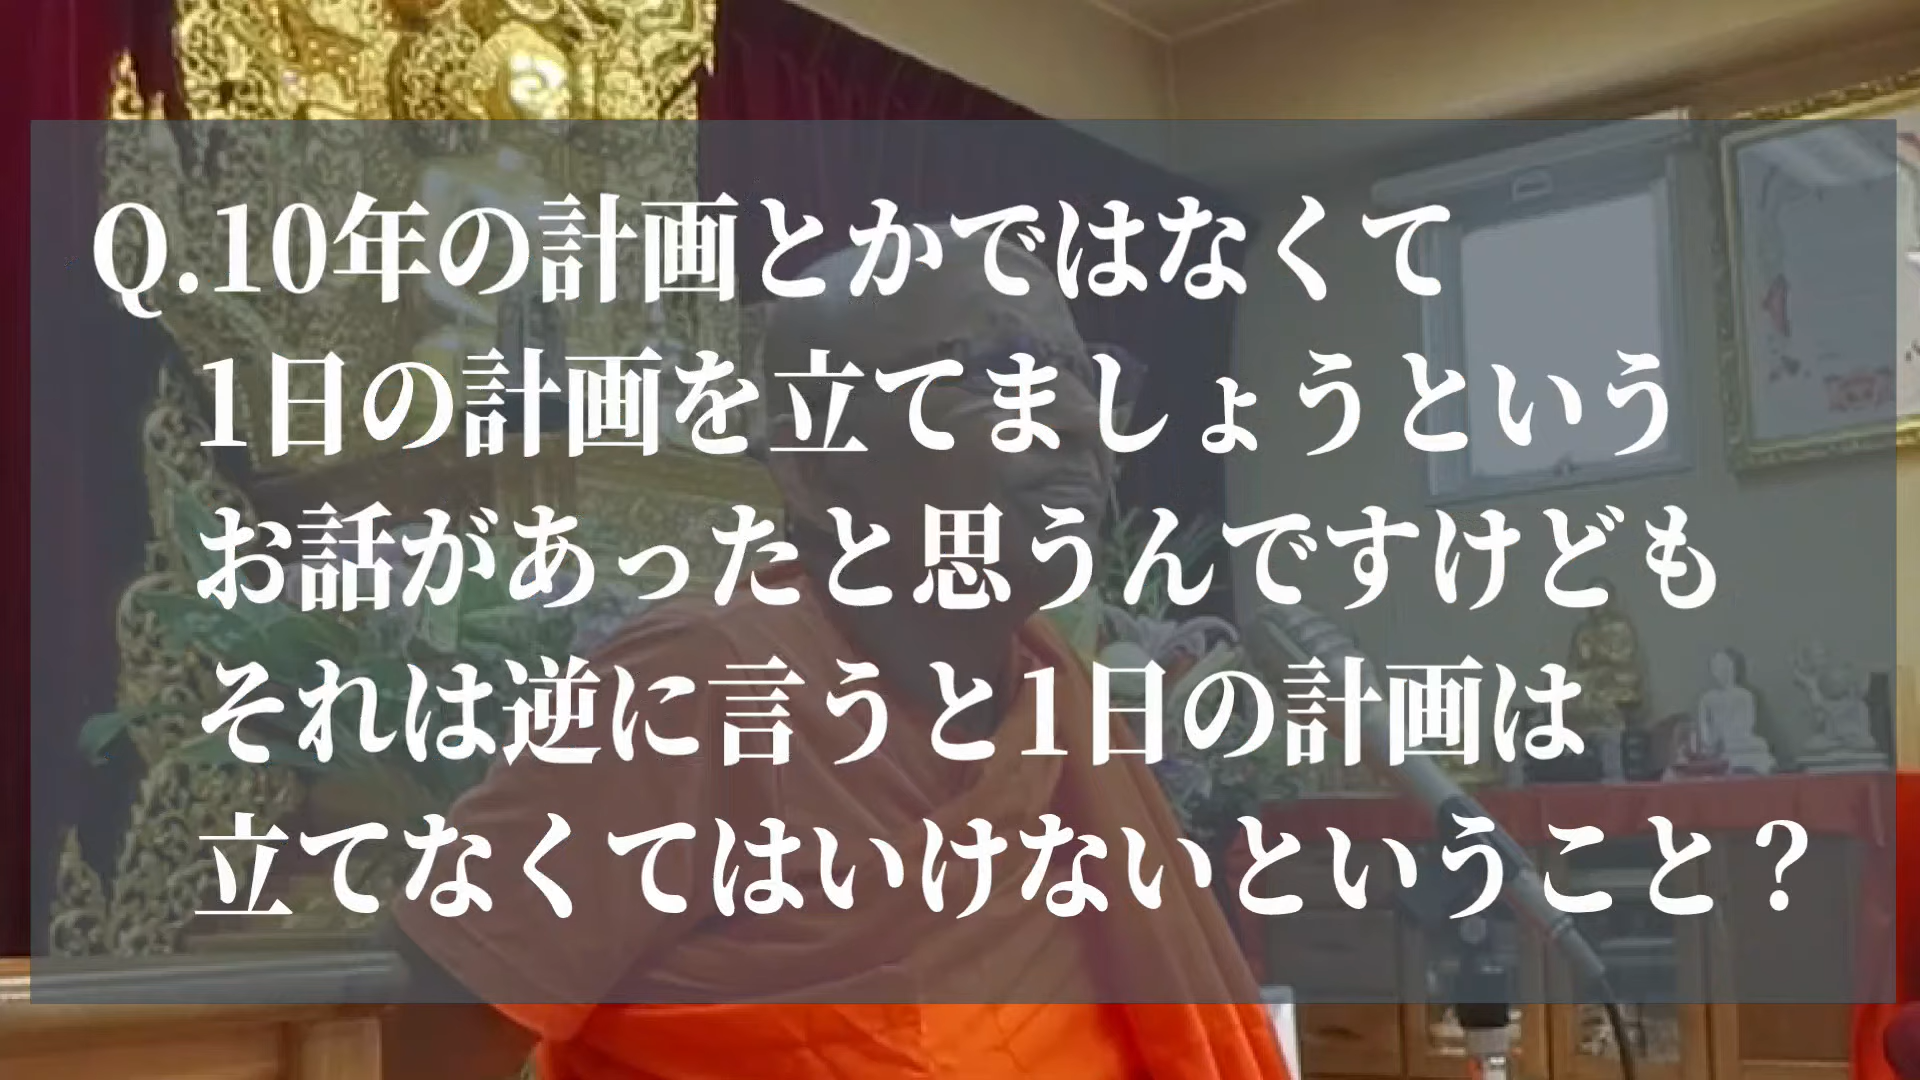 Q.10年の計画とかではなくて
1日の計画を立てましょうという
お話があったと思うんですけども
それは逆に言うと1日の計画は
立てなくてはいけないということ？